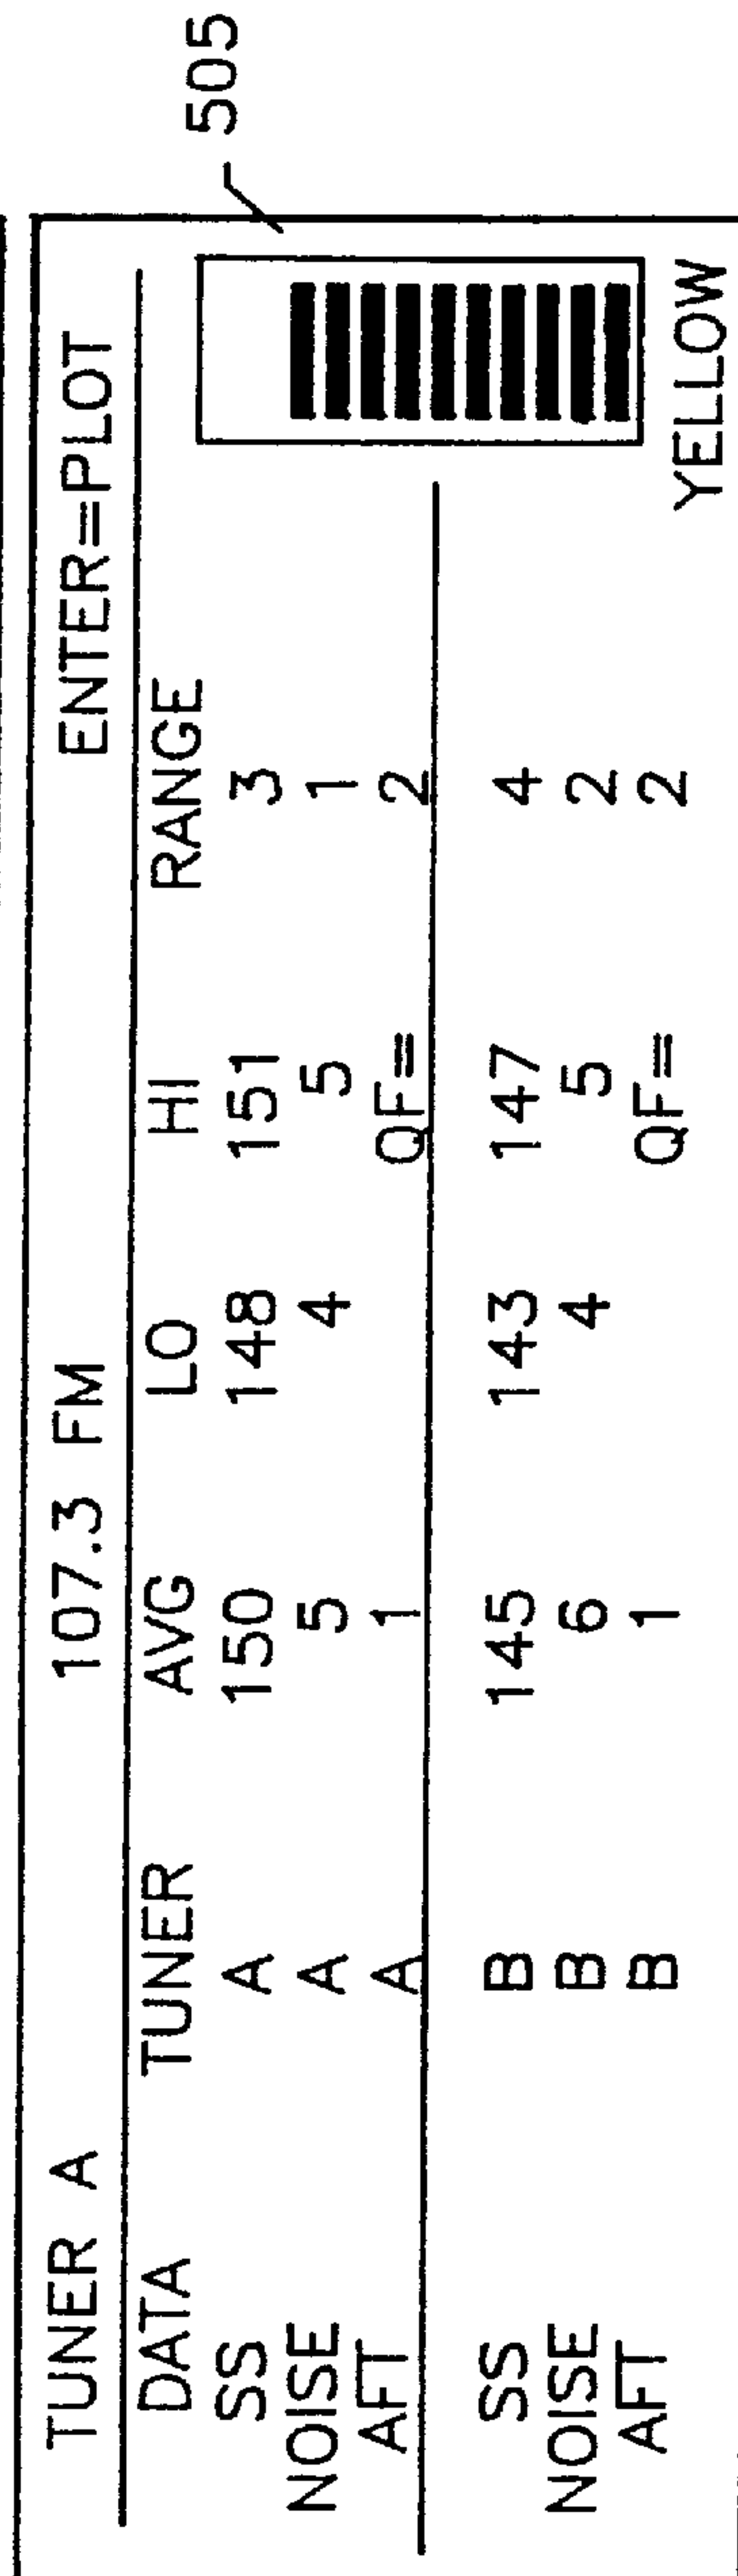 TUNER A 107.3 FM ENTER=PLOT
DATA TUNER AVG LO HI RANGE
SS A 150 148 151 3
NOISE A 5 4 5 1
AFT A 1 QF= 2
SS B 145 143 147 4
NOISE B 6 4 5 2
AFT B 1 QF= 2
YELLOW
505